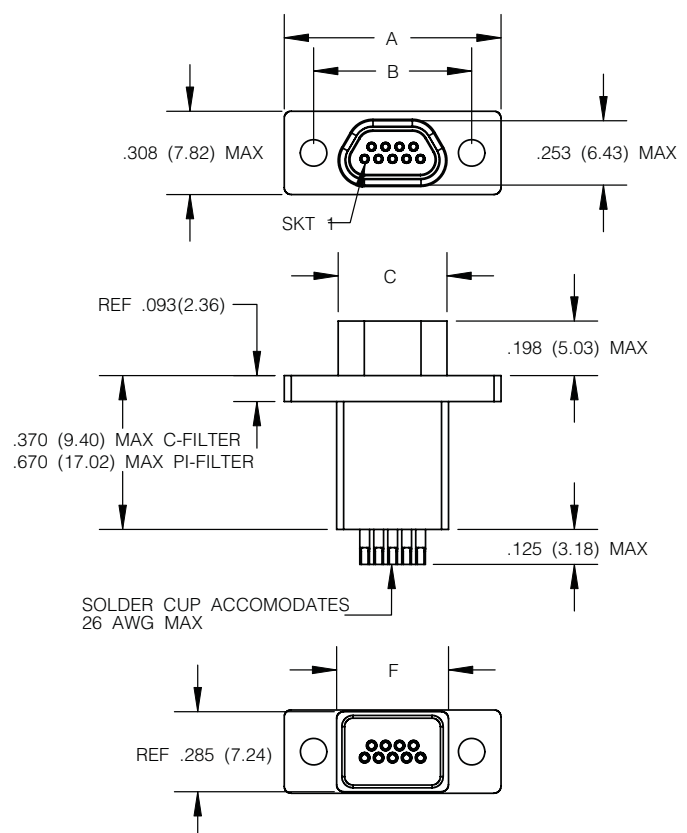 A
B
.308 (7.82) MAX
.253 (6.43) MAX
SKT 1
C
REF .093(2.36)
.198 (5.03) MAX
.370 (9.40) MAX C-FILTER
.670 (17.02) MAX PI-FILTER
.125 (3.18) MAX
SOLDER CUP ACCOMODATES
26 AWG MAX
F
REF .285 (7.24)